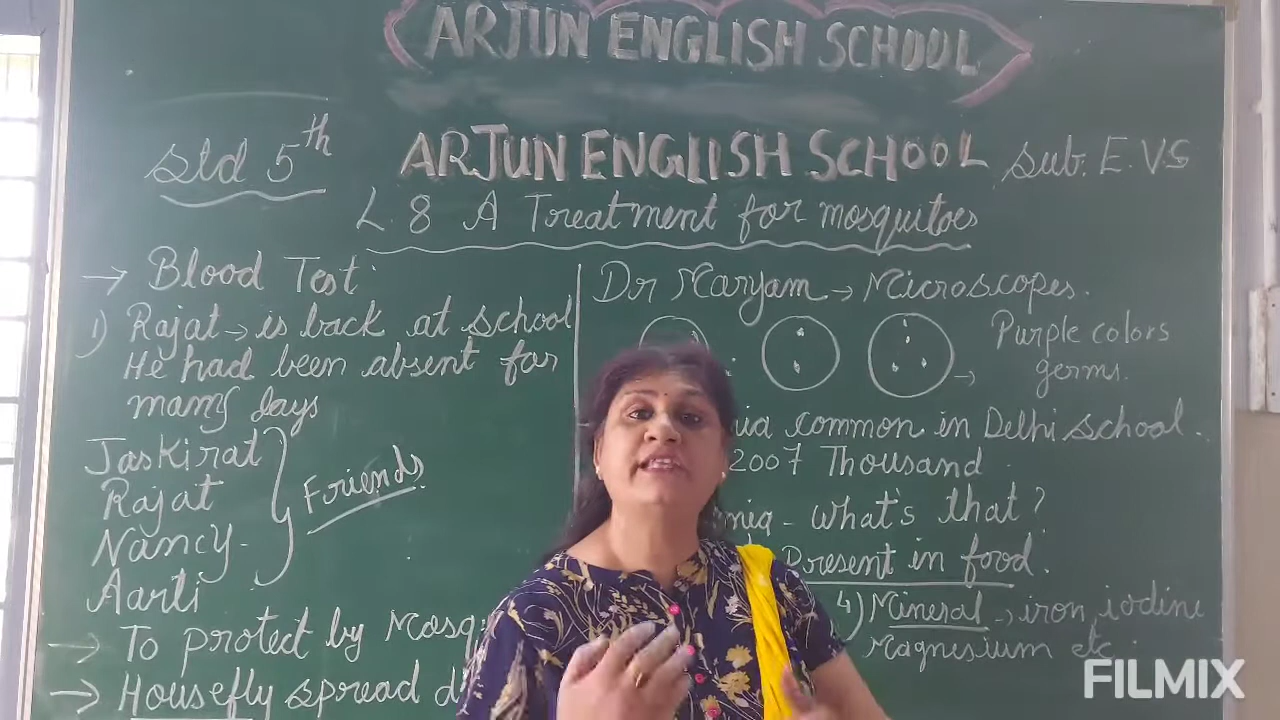 ARJUN ENGLISH SCHOOL
std 5th
ARJUN ENGLISH SCHOOL
sub. E.VS
L. 8 A Treatment for mosquitoes
→ Blood Test
1) Rajat → is back at school
He had been absent for
many days
Jaskirat
Rajat
Nancy
Aarti
Friends
→ To protect by
→ Housefly spread
Dr Maryam → Microscopes.
Purple colors
germs.
common in Delhi school.
2007 Thousand
- what's that ?
Present in food.
4) Mineral → iron, iodine
Magnesium etc
FILMIX